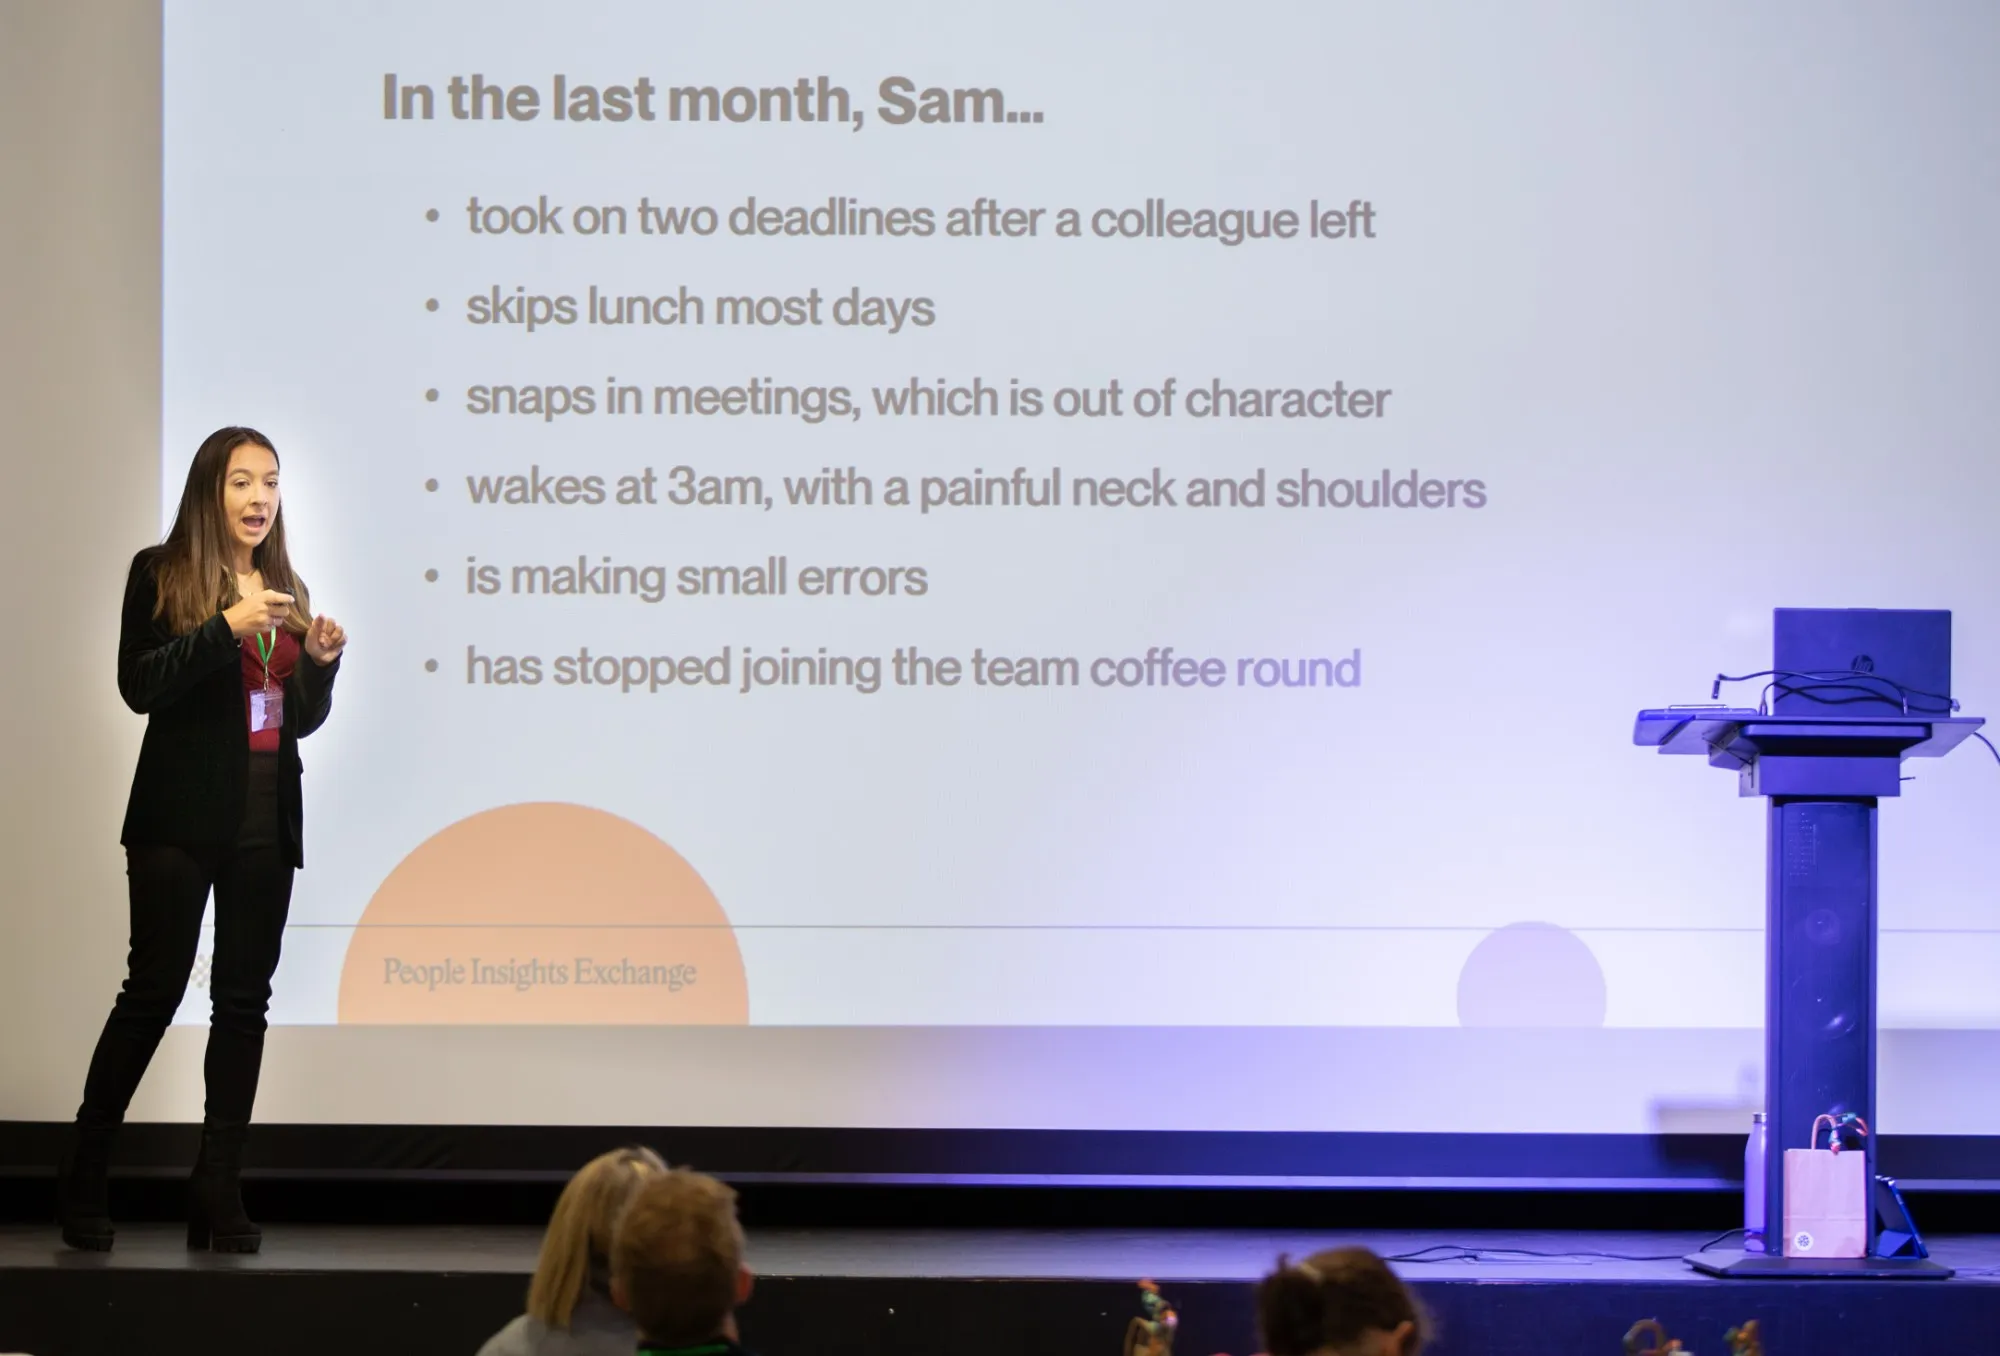 In the last month, Sam...
• took on two deadlines after a colleague left
• skips lunch most days
• snaps in meetings, which is out of character
• wakes at 3am, with a painful neck and shoulders
• is making small errors
• has stopped joining the team coffee round
People Insights Exchange
hp